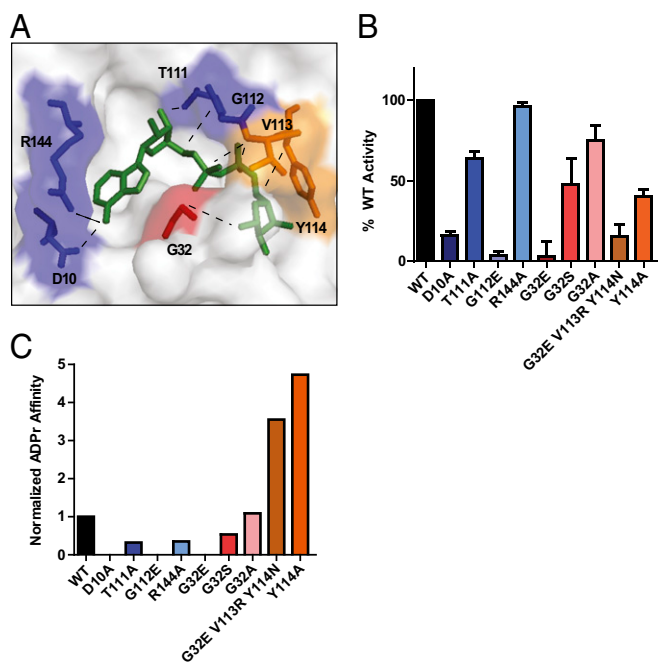 A
T111
G112
V113
R144
D10
G32
Y114
B
% WT Activity
100
50
0
WT
D10A
T111A
G112E
R144A
G32E
G32S
G32A
G32E V113R Y114N
Y114A
C
Normalized ADPr Affinity
5
4
3
2
1
0
WT
D10A
T111A
G112E
R144A
G32E
G32S
G32A
G32E V113R Y114N
Y114A